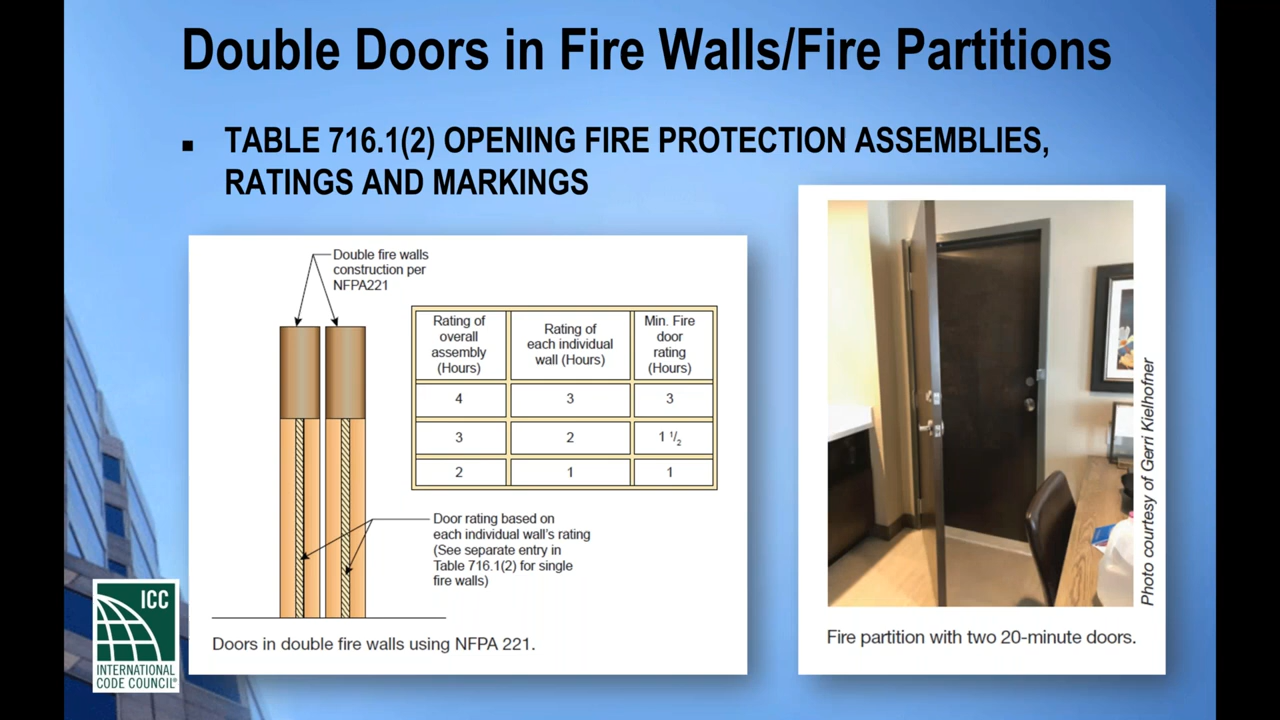 Double Doors in Fire Walls/Fire Partitions
▪ TABLE 716.1(2) OPENING FIRE PROTECTION ASSEMBLIES,
RATINGS AND MARKINGS
Double fire walls
construction per
NFPA221
Rating of
overall
assembly
(Hours)
Rating of
each individual
wall (Hours)
Min. Fire
door
rating
(Hours)
4 3 3
3 2 1 1/2
2 1 1
Door rating based on
each individual wall's rating
(See separate entry in
Table 716.1(2) for single
fire walls)
Doors in double fire walls using NFPA 221.
Photo courtesy of Gerri Kielhofner
Fire partition with two 20-minute doors.
ICC
INTERNATIONAL
CODE COUNCIL®